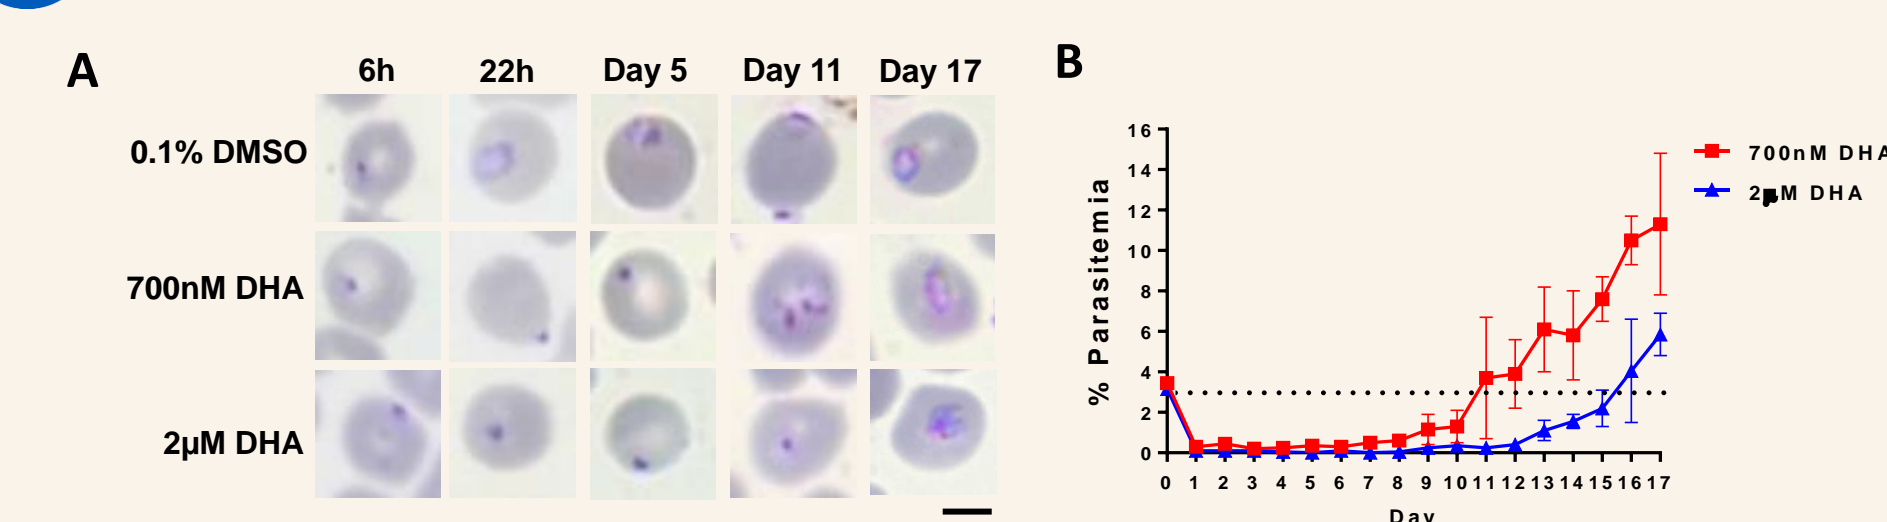 A
6h 22h Day 5 Day 11 Day 17
0.1% DMSO
700nM DHA
2µM DHA
B
% Parasitemia
16
14
12
10
8
6
4
2
0
0 1 2 3 4 5 6 7 8 9 10 11 12 13 14 15 16 17
Day
700nM DHA
2µM DHA